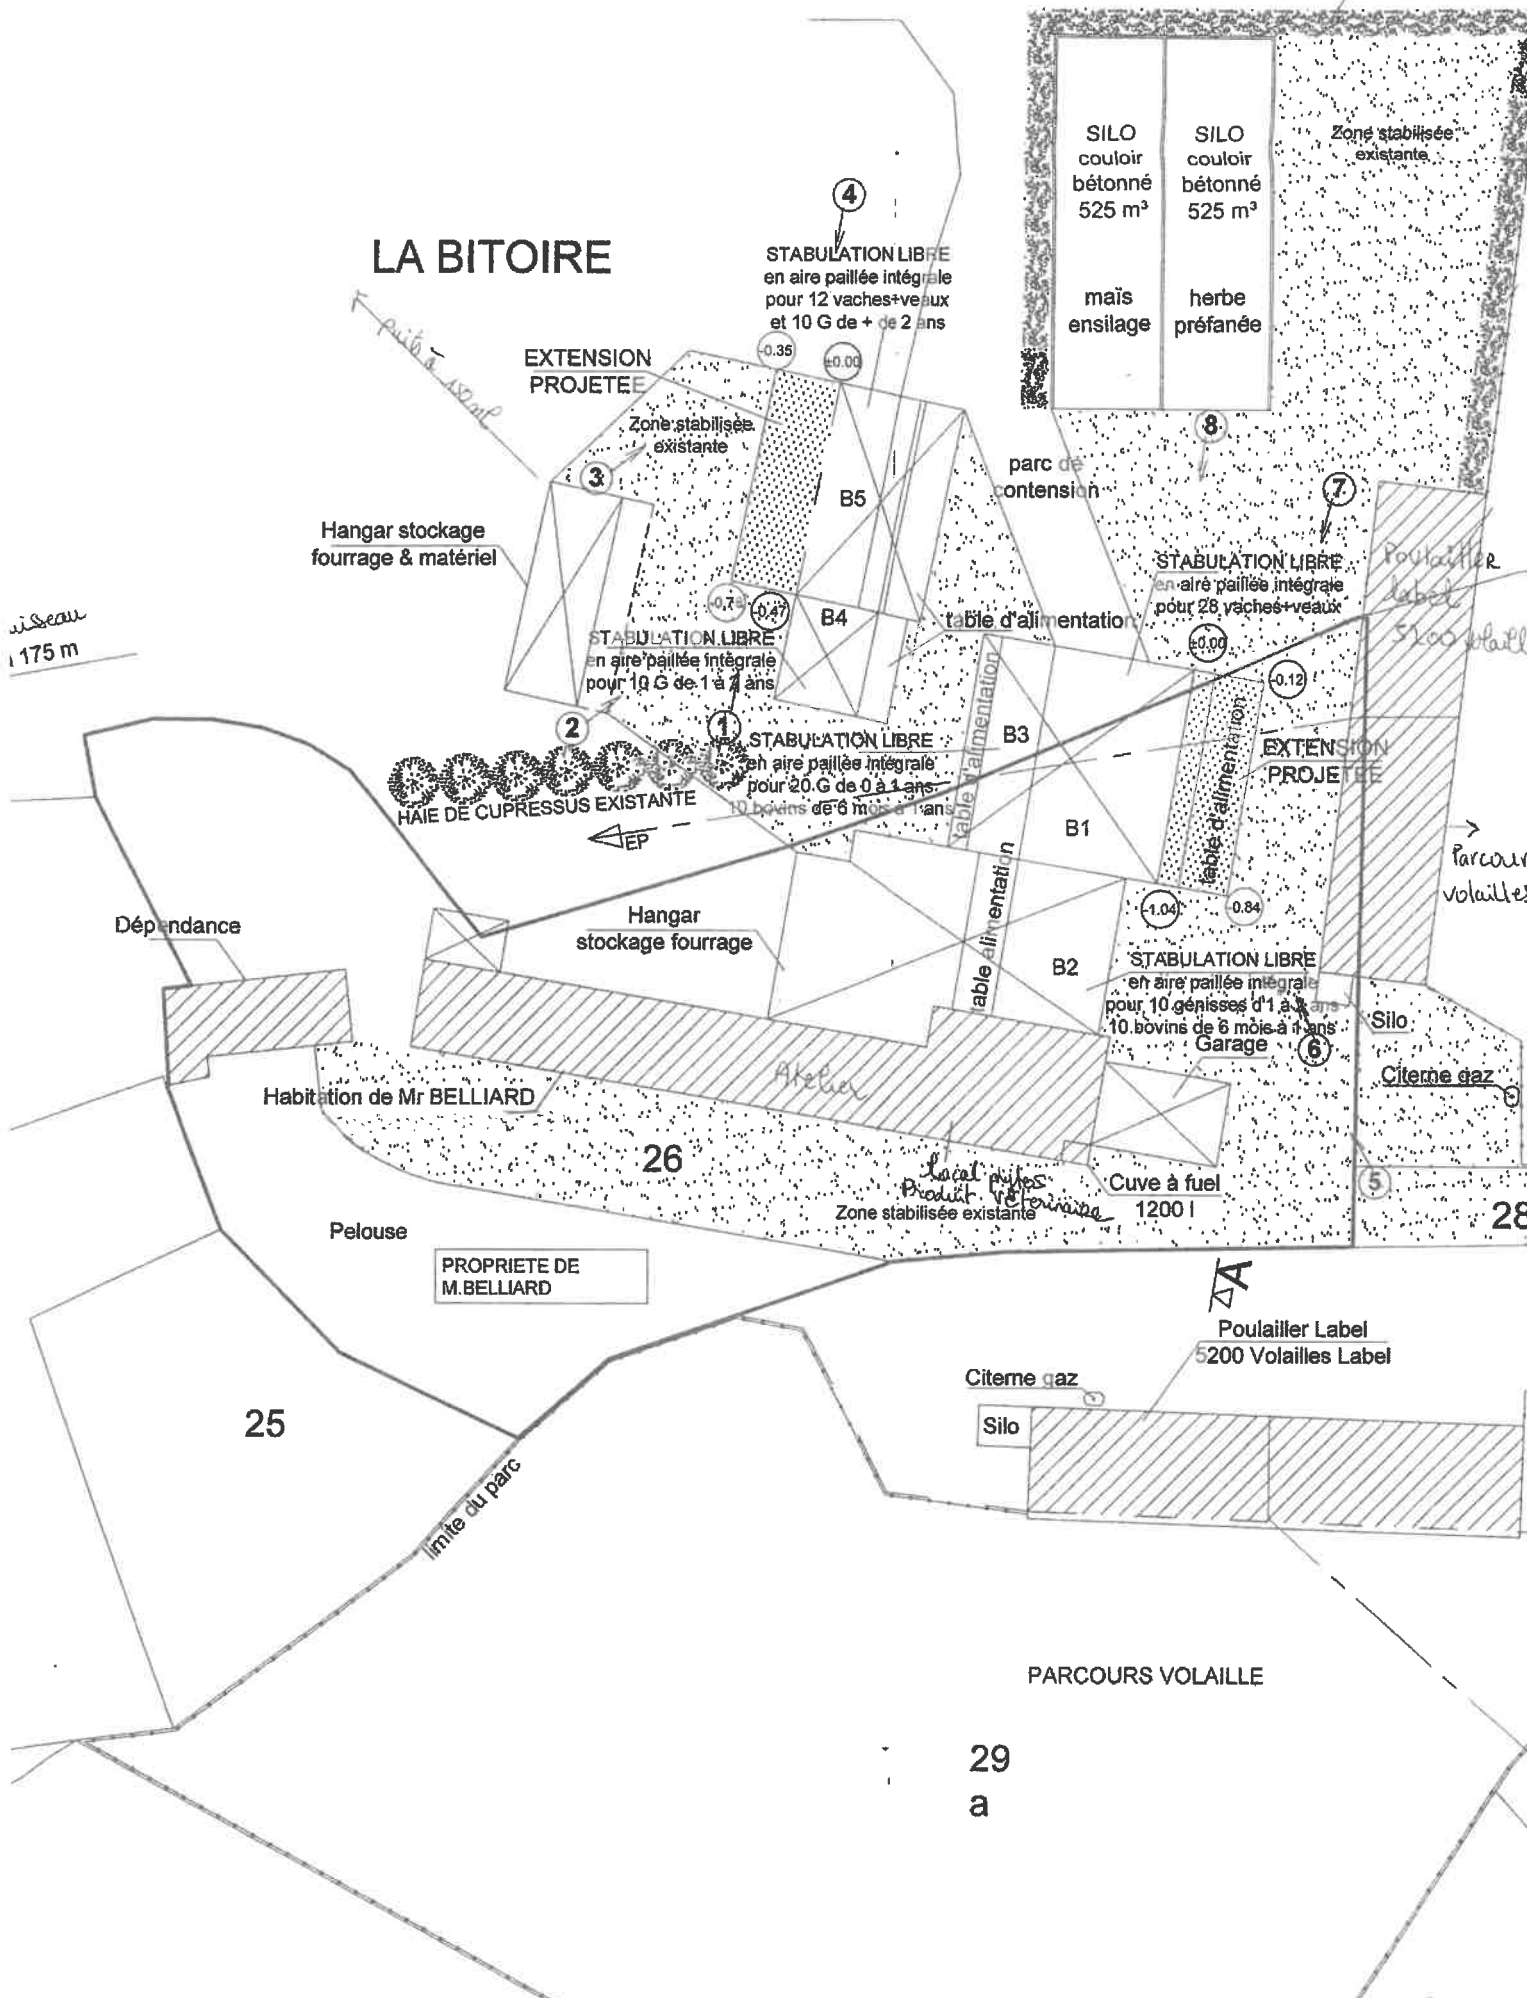 SILO
couloir
bétonné
525 m³
maïs
ensilage
SILO
couloir
bétonné
525 m³
herbe
préfanée
Zone stabilisée
existante
4
LA BITOIRE
STABULATION LIBRE
en aire paillée intégrale
pour 12 vaches+veaux
et 10 G de + de 2 ans
puits à
EXTENSION
PROJETEE
-0.35
±0.00
Zone stabilisée
existante
3
8
parc de
contension
7
B5
Hangar stockage
fourrage & matériel
STABULATION LIBRE
en aire paillée intégrale
pour 28 vaches+veaux
Poulailler
label
5200
-0.47
B4
table d'alimentation
175 m
STABULATION LIBRE
en aire paillée intégrale
pour 10 G de 1 à 2 ans
±0.00
-0.12
2
1
STABULATION LIBRE
en aire paillée intégrale
pour 20 G de 0 à 1 ans
10 bovins de 6 mois à 1 ans
table d'alimentation
B3
EXTENSION
PROJETEE
table d'alimentation
HAIE DE CUPRESSUS EXISTANTE
EP
B1
table alimentation
Parcours
volailles
Dépendance
Hangar
stockage fourrage
-1.04
-0.84
B2
STABULATION LIBRE
en aire paillée intégrale
pour 10 génisses d'1 à 2 ans
10 bovins de 6 mois à 1 ans
Silo
Garage
6
Atelier
Citerne gaz
Habitation de Mr BELLIARD
26
local phytos
Produit vétérinaire
Zone stabilisée existante
Cuve à fuel
1200 l
5
28
Pelouse
PROPRIETE DE
M.BELLIARD
A
Poulailler Label
5200 Volailles Label
Citerne gaz
Silo
25
limite du parc
PARCOURS VOLAILLE
29
a